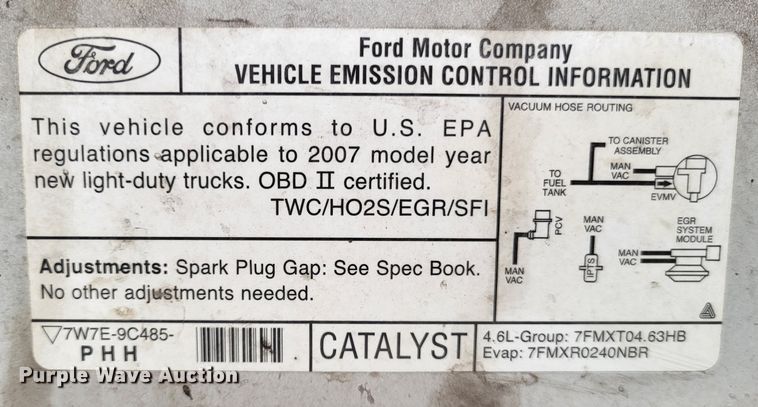 Ford
Ford Motor Company
VEHICLE EMISSION CONTROL INFORMATION
This vehicle conforms to U.S. EPA
regulations applicable to 2007 model year
new light-duty trucks. OBD II certified.
TWC/HO2S/EGR/SFI
Adjustments: Spark Plug Gap: See Spec Book.
No other adjustments needed.
VACUUM HOSE ROUTING
TO CANISTER
ASSEMBLY
MAN
VAC
TO
FUEL
TANK
EVMV
PCV
MAN
VAC
MAN
VAC
IPTS
EGR
SYSTEM
MODULE
MAN
VAC
7W7E-9C485-
PHH
CATALYST
4.6L-Group: 7FMXT04.63HB
Evap: 7FMXR0240NBR
Purple Wave Auction